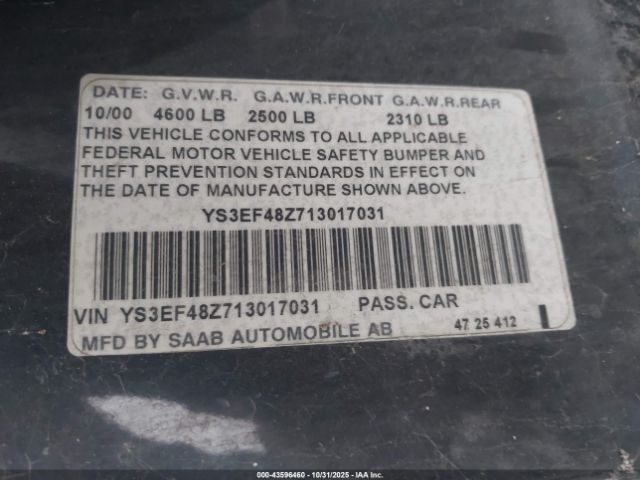 DATE: G.V.W.R. G.A.W.R.FRONT G.A.W.R.REAR
10/00 4600 LB 2500 LB 2310 LB
THIS VEHICLE CONFORMS TO ALL APPLICABLE
FEDERAL MOTOR VEHICLE SAFETY BUMPER AND
THEFT PREVENTION STANDARDS IN EFFECT ON
THE DATE OF MANUFACTURE SHOWN ABOVE.
YS3EF48Z713017031
VIN YS3EF48Z713017031 PASS. CAR
MFD BY SAAB AUTOMOBILE AB 47 25 412
000-43596460 - 10/31/2025 - IAA Inc.